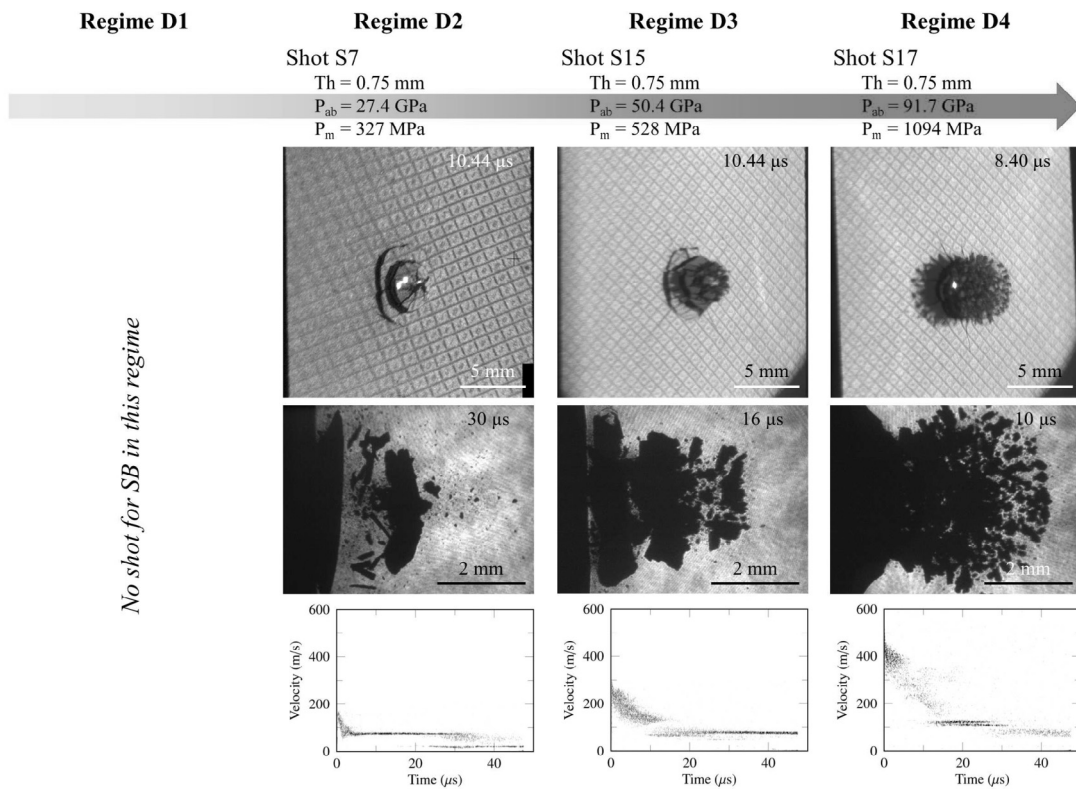 Regime D1
Regime D2
Regime D3
Regime D4
Shot S7
Th = 0.75 mm
P_ab = 27.4 GPa
P_m = 327 MPa
Shot S15
Th = 0.75 mm
P_ab = 50.4 GPa
P_m = 528 MPa
Shot S17
Th = 0.75 mm
P_ab = 91.7 GPa
P_m = 1094 MPa
No shot for SB in this regime
10.44 μs
5 mm
10.44 μs
5 mm
8.40 μs
5 mm
30 μs
2 mm
16 μs
2 mm
10 μs
2 mm
600
400
200
0
Velocity (m/s)
0
20
40
Time (μs)
600
400
200
0
Velocity (m/s)
0
20
40
Time (μs)
600
400
200
0
Velocity (m/s)
0
20
40
Time (μs)